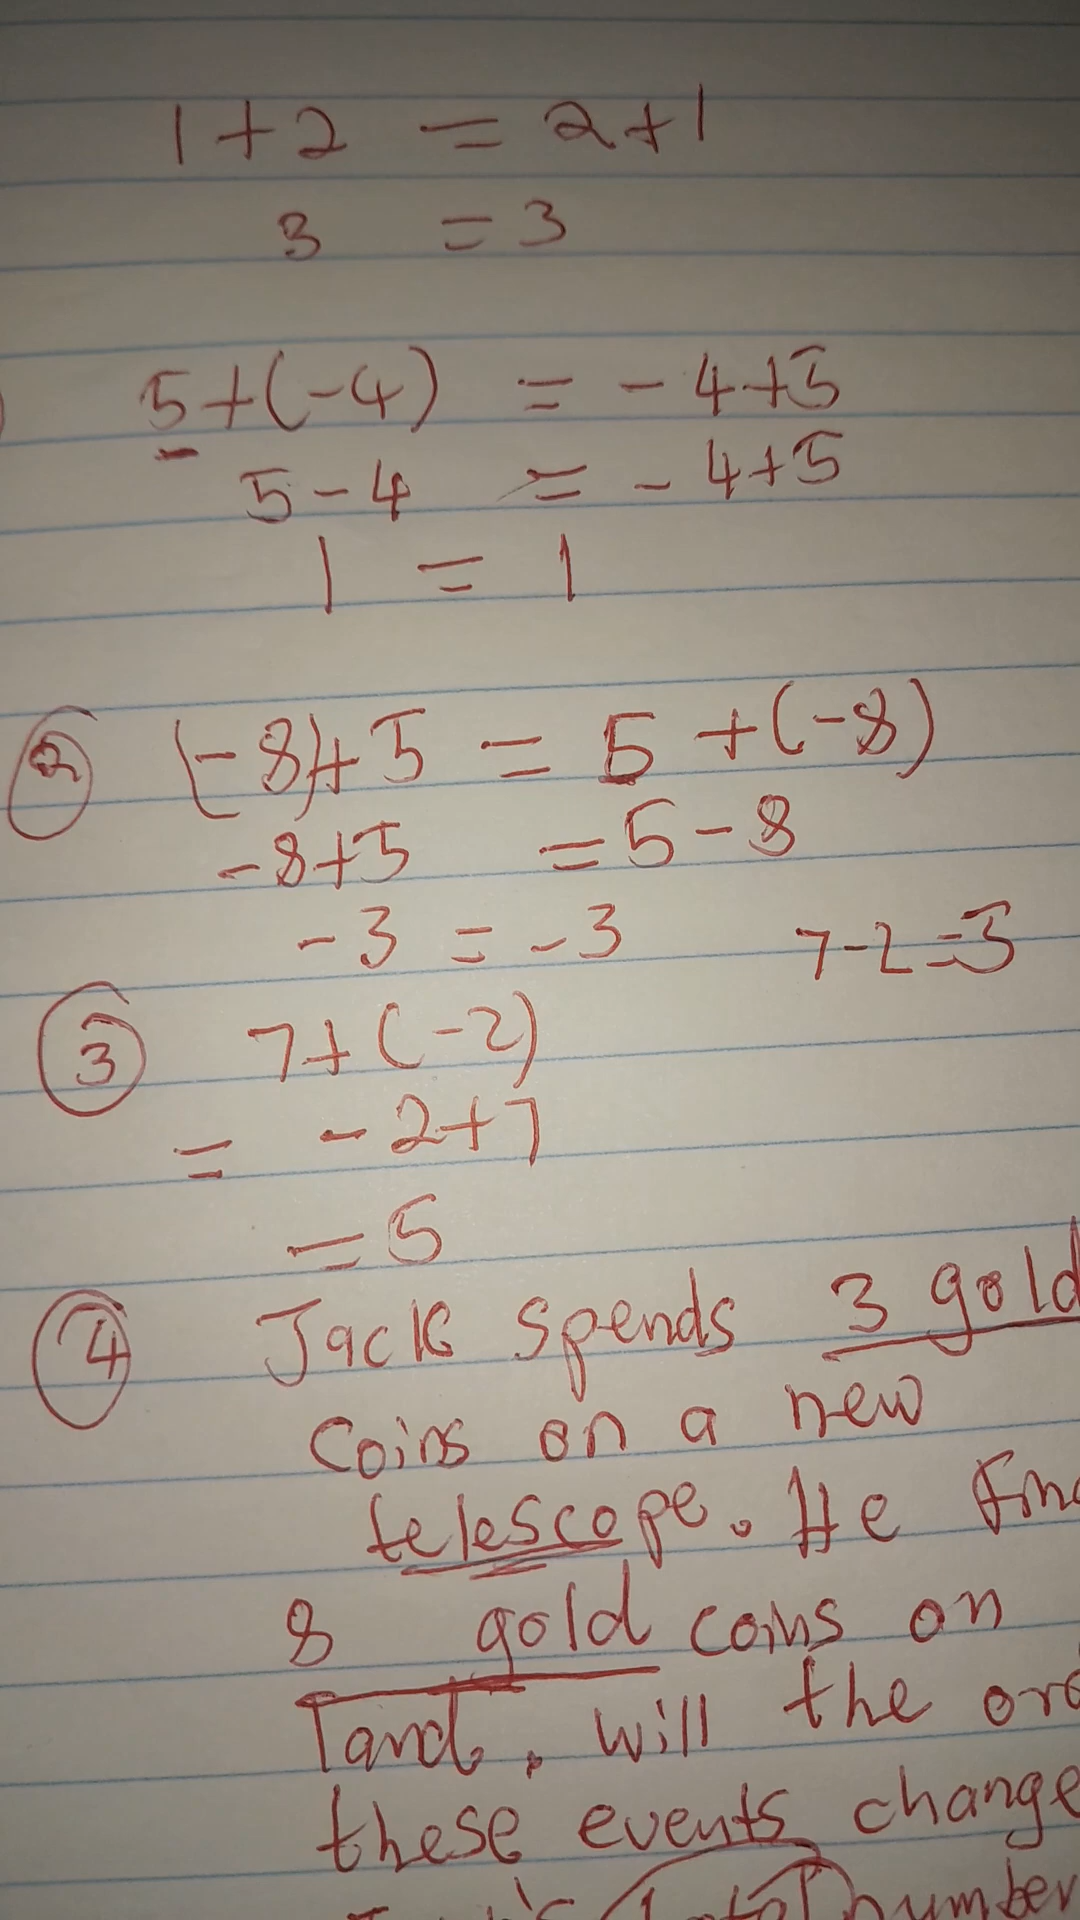 1+2 = 2+1
3 = 3
5+(-4) = -4+5
5-4 = -4+5
1 = 1
② (-8)+5 = 5 +(-8)
-8+5 = 5-8
-3 = -3
7-2=5
③ 7+(-2)
= -2+7
= 5
④ Jack spends 3 gold
coins on a new
telescope. He
8 gold coins on
land. will the
these events change
number